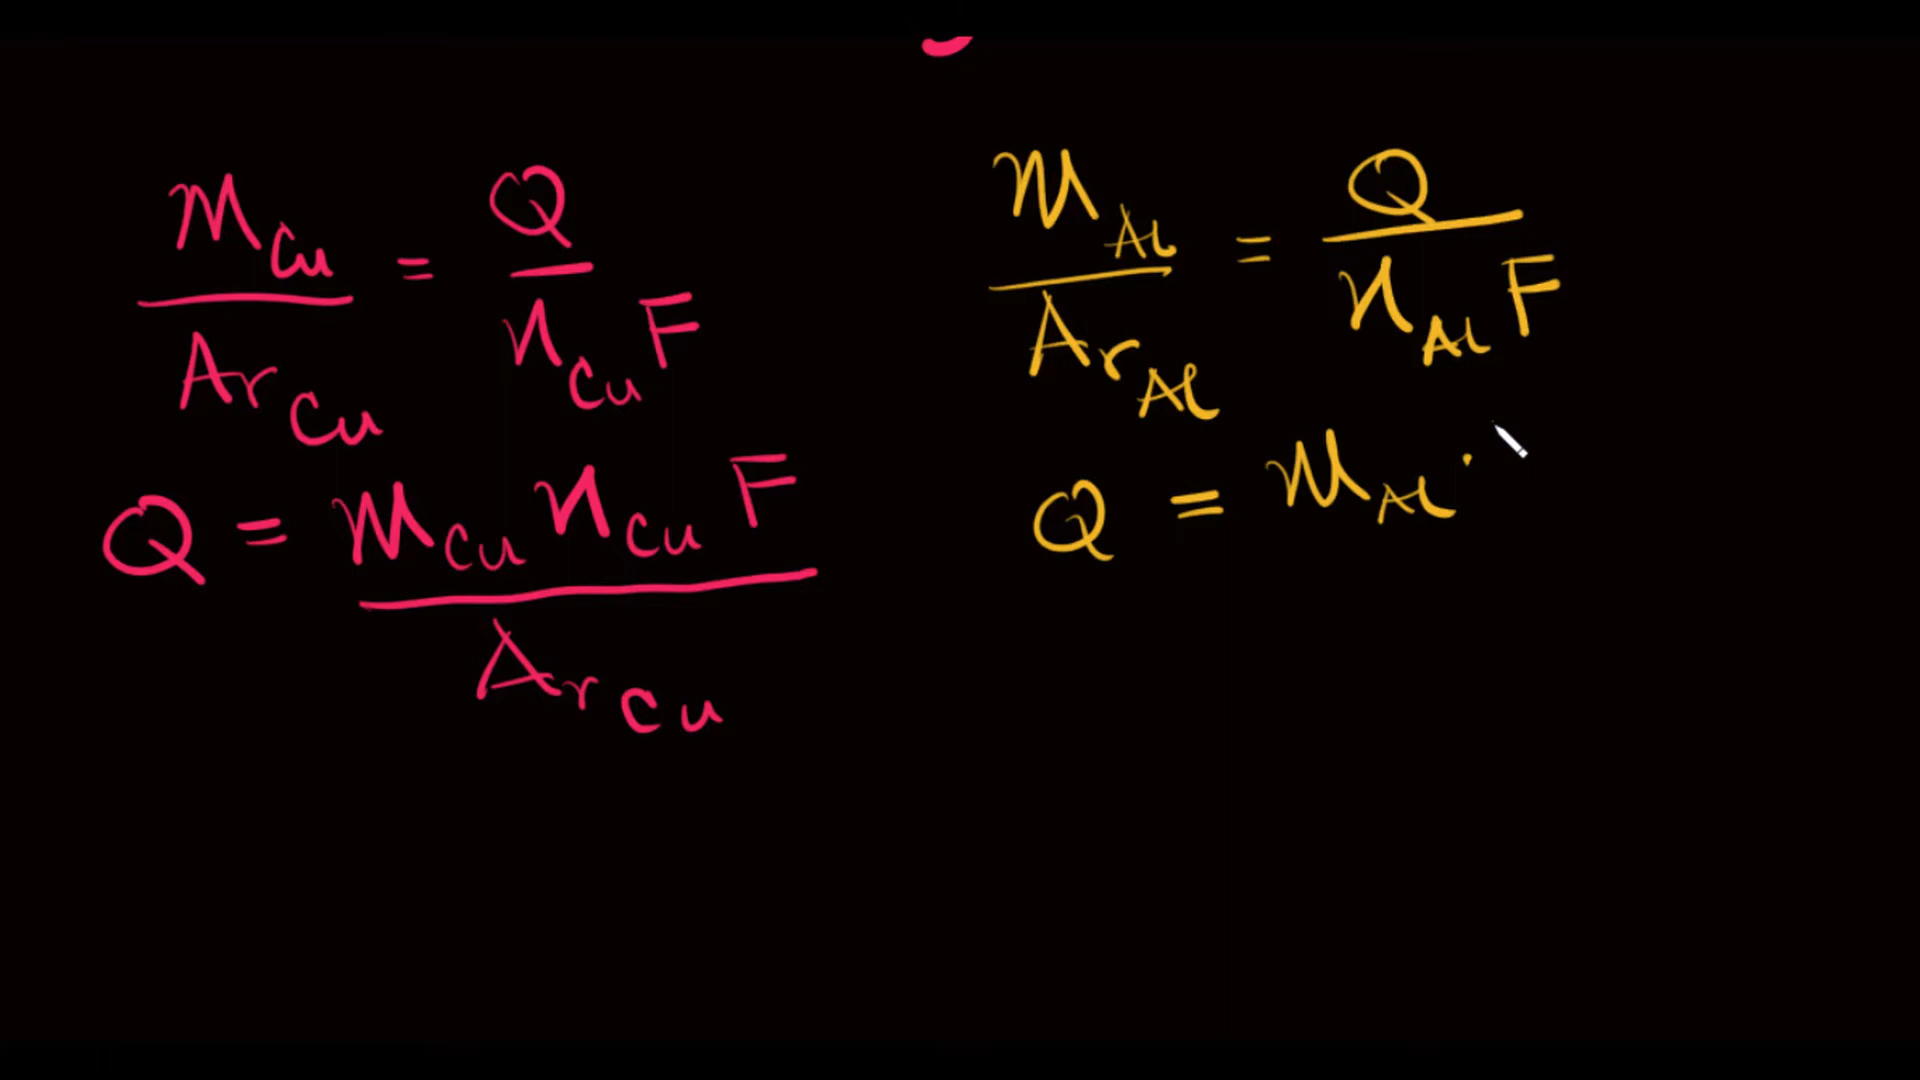 m_Cu / Ar_Cu = Q / n_Cu F
Q = m_Cu n_Cu F / Ar_Cu
m_Al / Ar_Al = Q / n_Al F
Q = m_Al ·